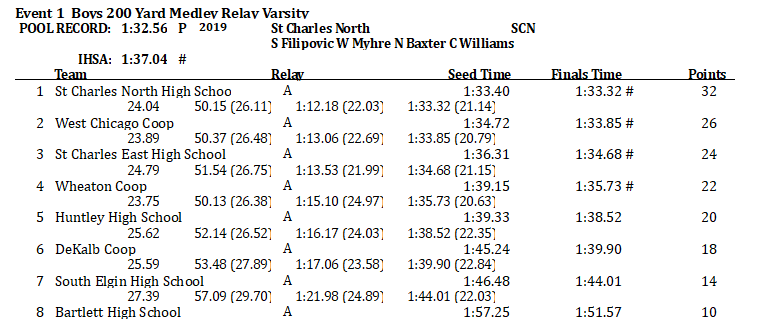 Event 1 Boys 200 Yard Medley Relay Varsity
POOL RECORD: 1:32.56 P 2019 St Charles North SCN
S Filipovic W Myhre N Baxter C Williams
IHSA: 1:37.04 #
Team Relay Seed Time Finals Time Points
1 St Charles North High Schoo A 1:33.40 1:33.32 # 32
24.04 50.15 (26.11) 1:12.18 (22.03) 1:33.32 (21.14)
2 West Chicago Coop A 1:34.72 1:33.85 # 26
23.89 50.37 (26.48) 1:13.06 (22.69) 1:33.85 (20.79)
3 St Charles East High School A 1:36.31 1:34.68 # 24
24.79 51.54 (26.75) 1:13.53 (21.99) 1:34.68 (21.15)
4 Wheaton Coop A 1:39.15 1:35.73 # 22
23.75 50.13 (26.38) 1:15.10 (24.97) 1:35.73 (20.63)
5 Huntley High School A 1:39.33 1:38.52 20
25.62 52.14 (26.52) 1:16.17 (24.03) 1:38.52 (22.35)
6 DeKalb Coop A 1:45.24 1:39.90 18
25.59 53.48 (27.89) 1:17.06 (23.58) 1:39.90 (22.84)
7 South Elgin High School A 1:46.48 1:44.01 14
27.39 57.09 (29.70) 1:21.98 (24.89) 1:44.01 (22.03)
8 Bartlett High School A 1:57.25 1:51.57 10